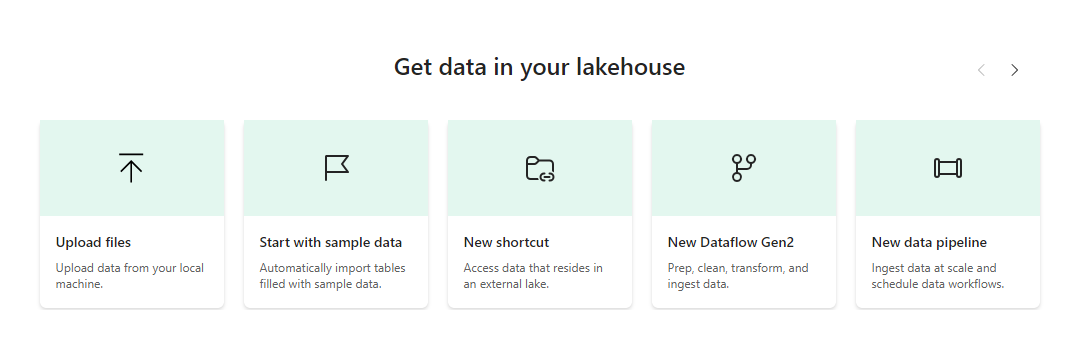 Get data in your lakehouse
Upload files
Upload data from your local
machine.
Start with sample data
Automatically import tables
filled with sample data.
New shortcut
Access data that resides in
an external lake.
New Dataflow Gen2
Prep, clean, transform, and
ingest data.
New data pipeline
Ingest data at scale and
schedule data workflows.